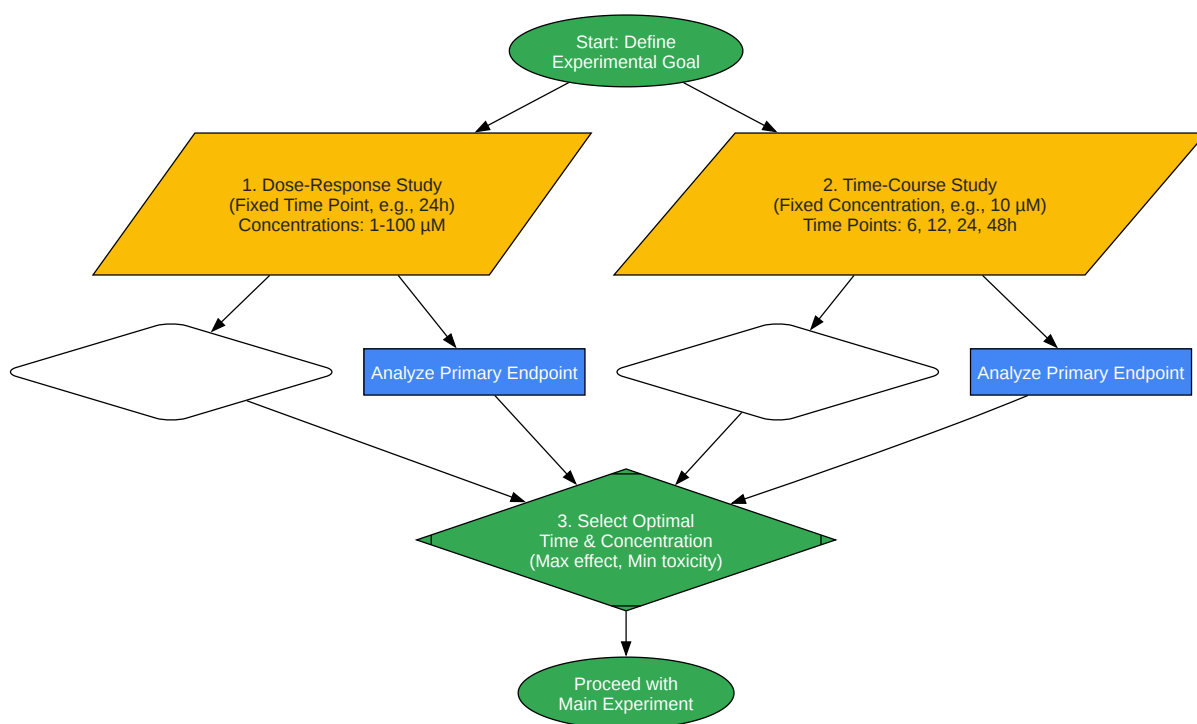 Start: Define
Experimental Goal
1. Dose-Response Study
(Fixed Time Point, e.g., 24h)
Concentrations: 1-100 µM
2. Time-Course Study
(Fixed Concentration, e.g., 10 µM)
Time Points: 6, 12, 24, 48h
Analyze Primary Endpoint
Analyze Primary Endpoint
3. Select Optimal
Time & Concentration
(Max effect, Min toxicity)
Proceed with
Main Experiment